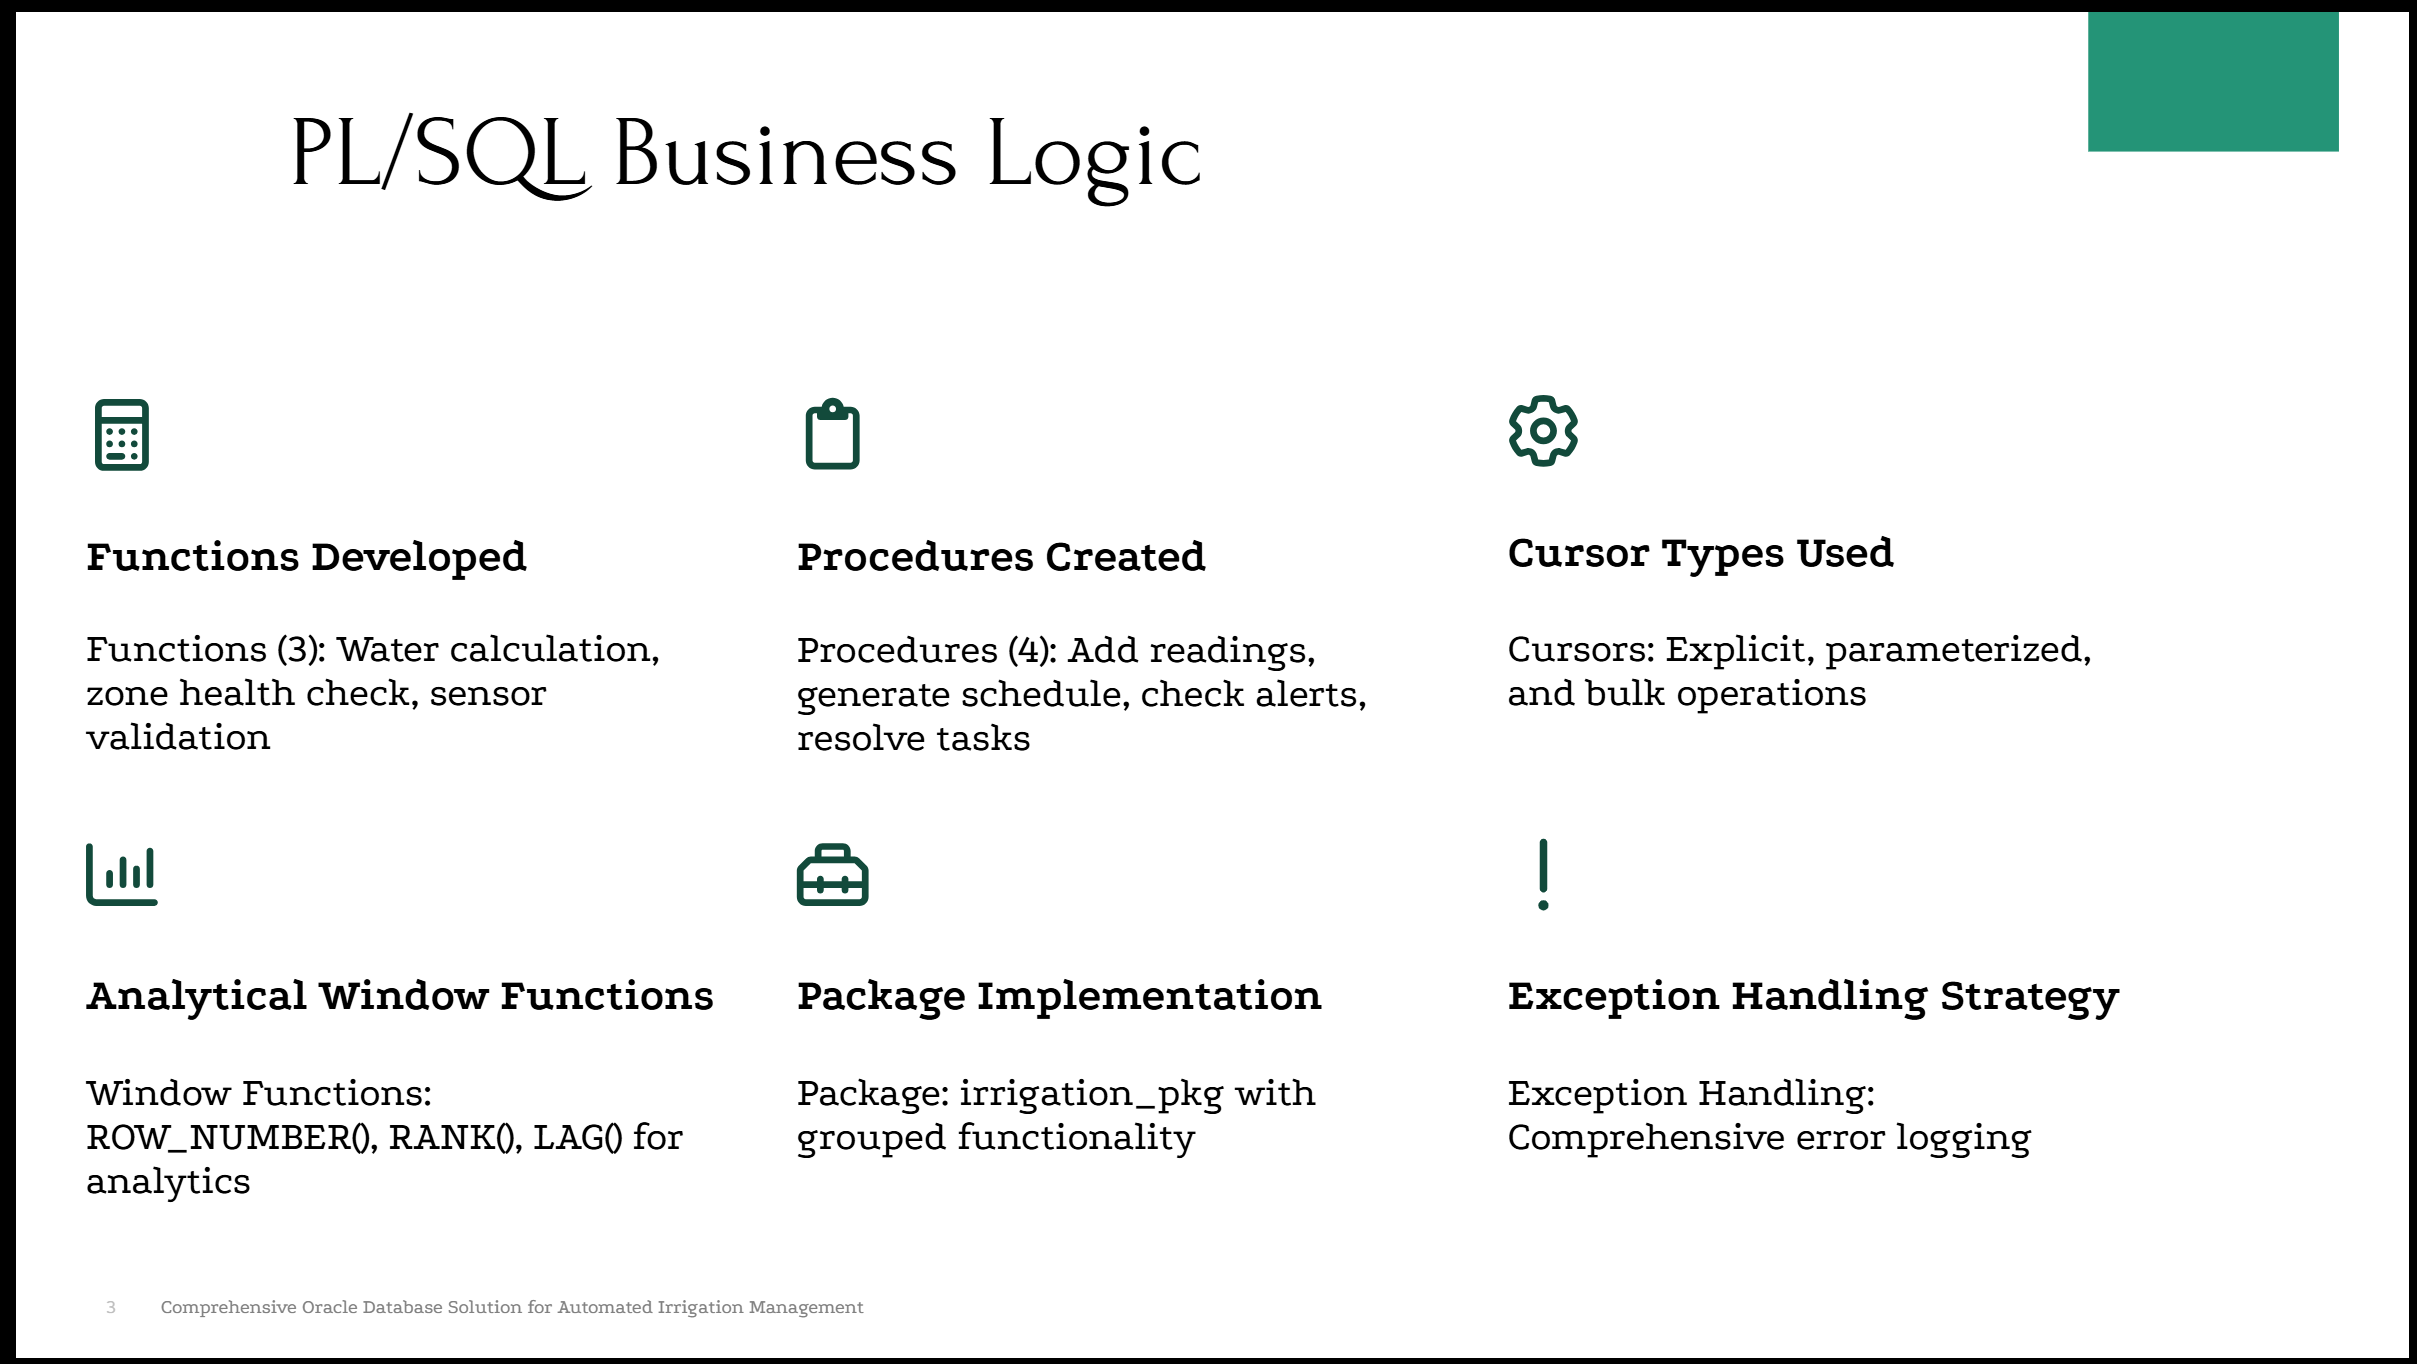 PL/SQL Business Logic
Functions Developed
Functions (3): Water calculation,
zone health check, sensor
validation
Procedures Created
Procedures (4): Add readings,
generate schedule, check alerts,
resolve tasks
Cursor Types Used
Cursors: Explicit, parameterized,
and bulk operations
Analytical Window Functions
Window Functions:
ROW_NUMBER(), RANK(), LAG() for
analytics
Package Implementation
Package: irrigation_pkg with
grouped functionality
Exception Handling Strategy
Exception Handling:
Comprehensive error logging
3 Comprehensive Oracle Database Solution for Automated Irrigation Management